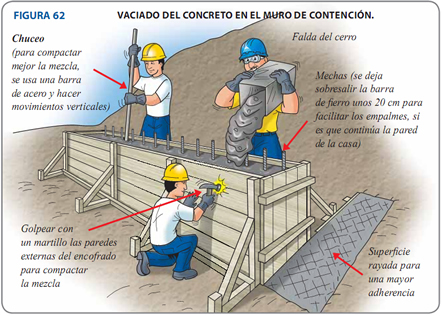 FIGURA 62
VACIADO DEL CONCRETO EN EL MURO DE CONTENCIÓN.
Chuceo
(para compactar
mejor la mezcla,
se usa una barra
de acero y hacer
movimientos verticales)
Falda del cerro
Mechas (se deja
sobresalir la barra
de fierro unos 20 cm para
facilitar los empalmes, si
es que continúa la pared
de la casa)
Golpear con
un martillo las paredes
externas del encofrado
para compactar
la mezcla
Superficie
rayada para
una mayor
adherencia